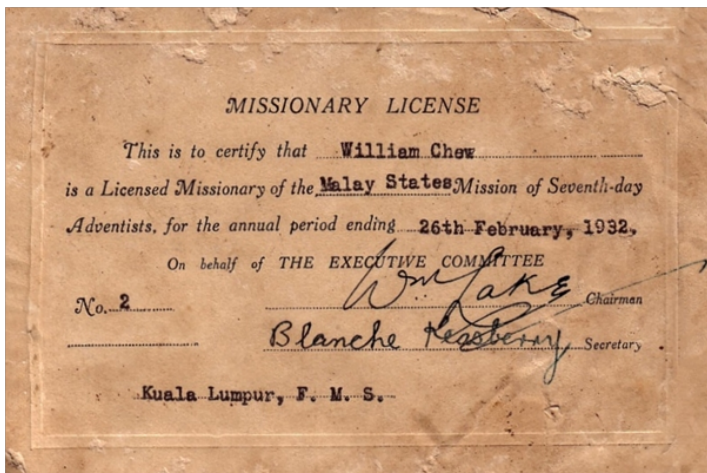 MISSIONARY LICENSE
This is to certify that William Chew
is a Licensed Missionary of the Malay States Mission of Seventh-day
Adventists, for the annual period ending 26th February, 1932,
On behalf of THE EXECUTIVE COMMITTEE
No. 2 Wm Lake Chairman
Blanche Secretary
Kuala Lumpur, F. M. S.